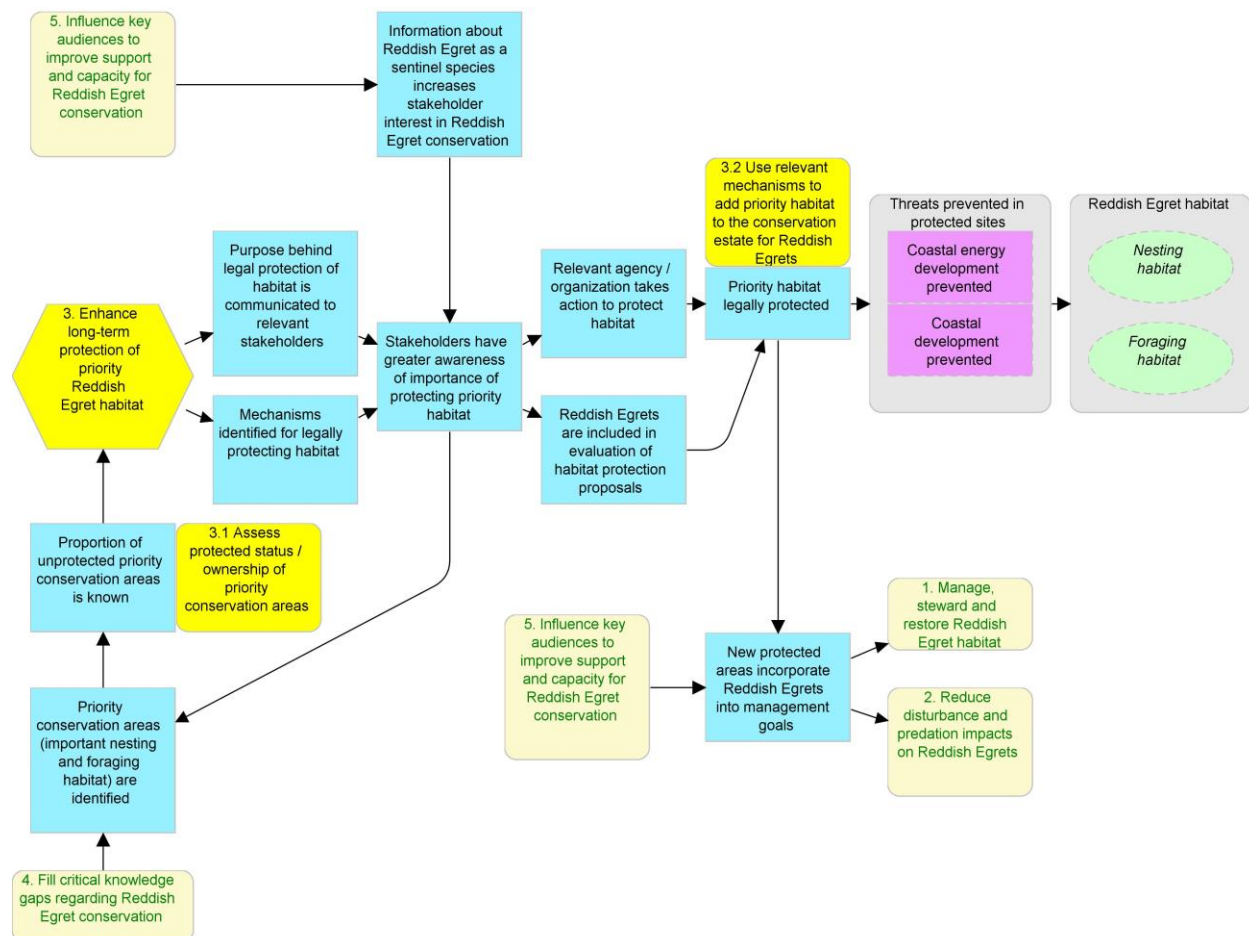 5. Influence key
audiences to
improve support
and capacity for
Reddish Egret
conservation
Information about
Reddish Egret as a
sentinel species
increases
stakeholder
interest in Reddish
Egret conservation
3.2 Use relevant
mechanisms to
add priority habitat
to the conservation
estate for Reddish
Egrets
Threats prevented in
protected sites
Reddish Egret habitat
Purpose behind
legal protection of
habitat is
communicated to
relevant
stakeholders
Relevant agency /
organization takes
action to protect
habitat
Priority habitat
legally protected
Coastal energy
development
prevented
Nesting
habitat
3. Enhance
long-term
protection of
priority
Reddish
Egret habitat
Stakeholders have
greater awareness
of importance of
protecting priority
habitat
Coastal
development
prevented
Foraging
habitat
Mechanisms
identified for legally
protecting habitat
Reddish Egrets
are included in
evaluation of
habitat protection
proposals
Proportion of
unprotected priority
conservation areas
is known
3.1 Assess
protected status /
ownership of
priority
conservation areas
5. Influence key
audiences to
improve support
and capacity for
Reddish Egret
conservation
New protected
areas incorporate
Reddish Egrets
into management
goals
1. Manage,
steward and
restore Reddish
Egret habitat
2. Reduce
disturbance and
predation impacts
on Reddish Egrets
Priority
conservation areas
(important nesting
and foraging
habitat) are
identified
4. Fill critical knowledge
gaps regarding Reddish
Egret conservation